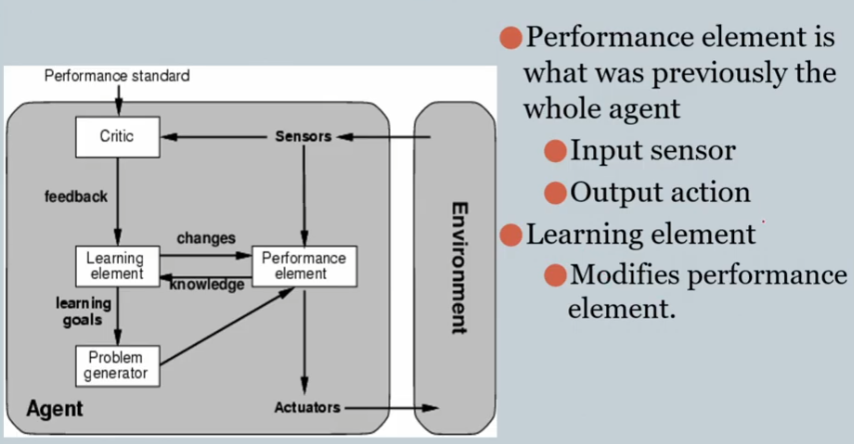 Performance standard
Critic
Sensors
feedback
changes
Learning
element
Performance
element
knowledge
learning
goals
Problem
generator
Agent
Actuators
Environment
Performance element is
what was previously the
whole agent
Input sensor
Output action
Learning element
Modifies performance
element.